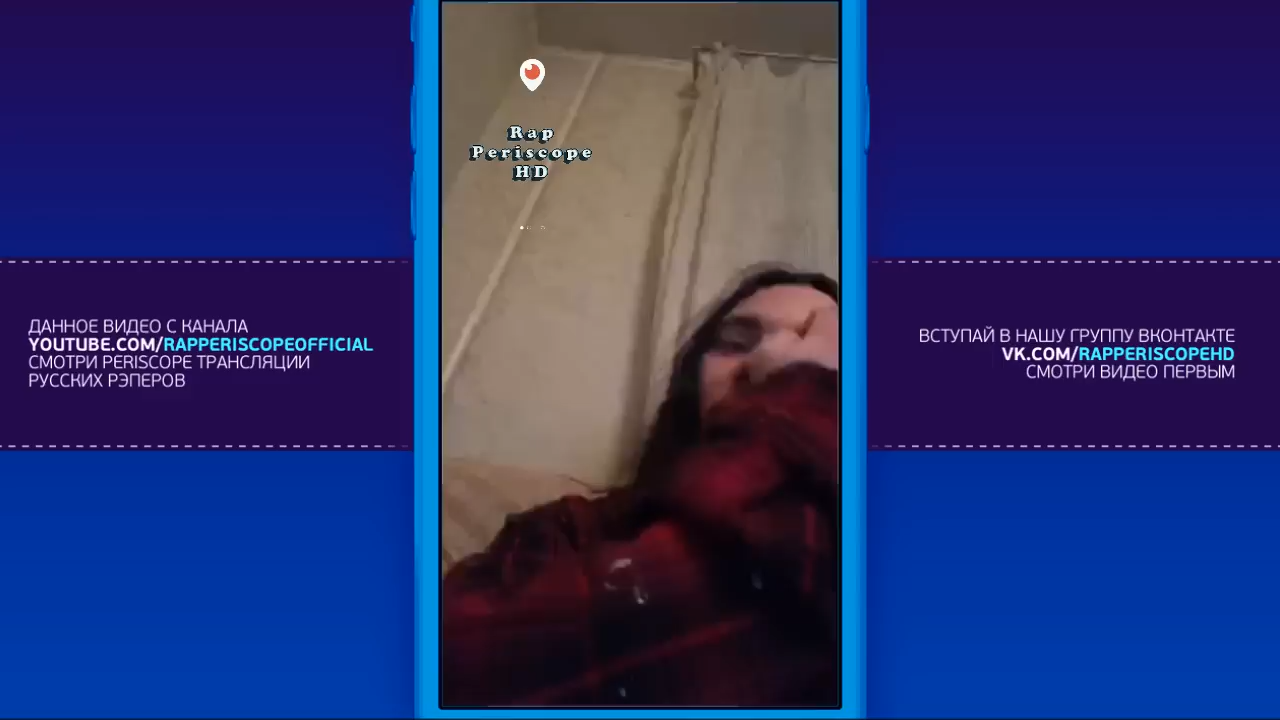 Rap
Periscope
HD
ДАННОЕ ВИДЕО С КАНАЛА
YOUTUBE.COM/RAPPERISCOPEOFFICIAL
СМОТРИ PERISCOPE ТРАНСЛЯЦИИ
РУССКИХ РЭПЕРОВ
ВСТУПАЙ В НАШУ ГРУППУ ВКОНТАКТЕ
VK.COM/RAPPERISCOPEHD
СМОТРИ ВИДЕО ПЕРВЫМ